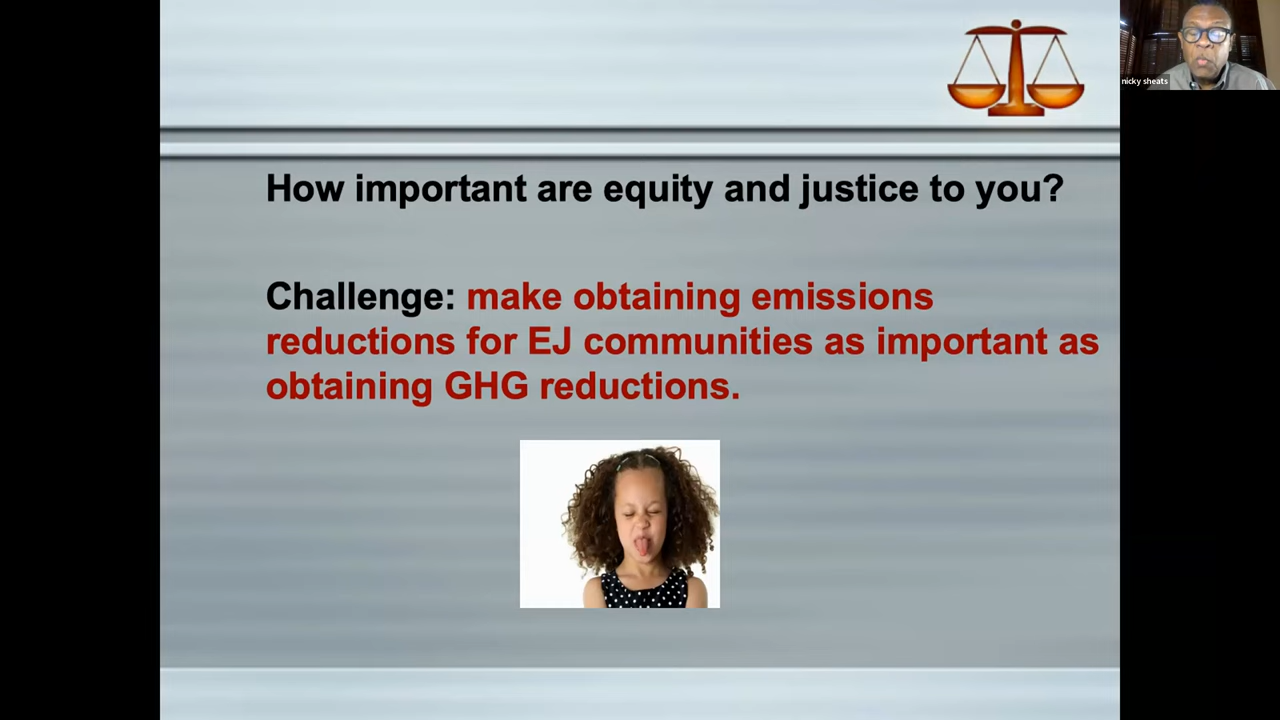 nicky sheats
How important are equity and justice to you?
Challenge: make obtaining emissions
reductions for EJ communities as important as
obtaining GHG reductions.